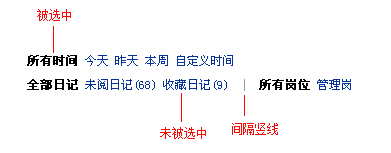 被选中
所有时间 今天 昨天 本周 自定义时间
全部日记 未阅日记(68) 收藏日记(9) | 所有岗位 管理岗
未被选中
间隔竖线